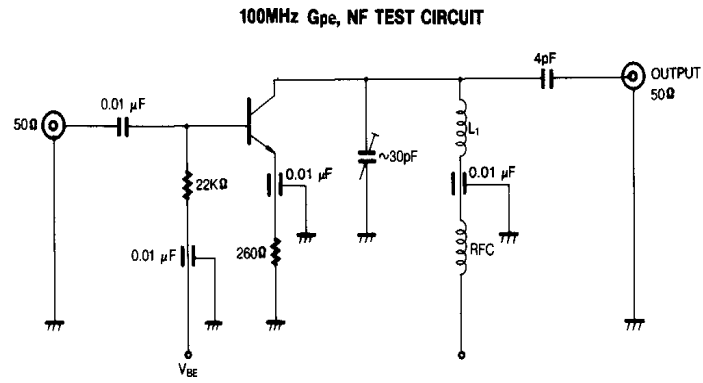 100MHz Gpe, NF TEST CIRCUIT
4pF
OUTPUT
50Ω
0.01 μF
50Ω
L1
~30pF
0.01 μF
0.01 μF
22KΩ
0.01 μF
260Ω
RFC
VBE